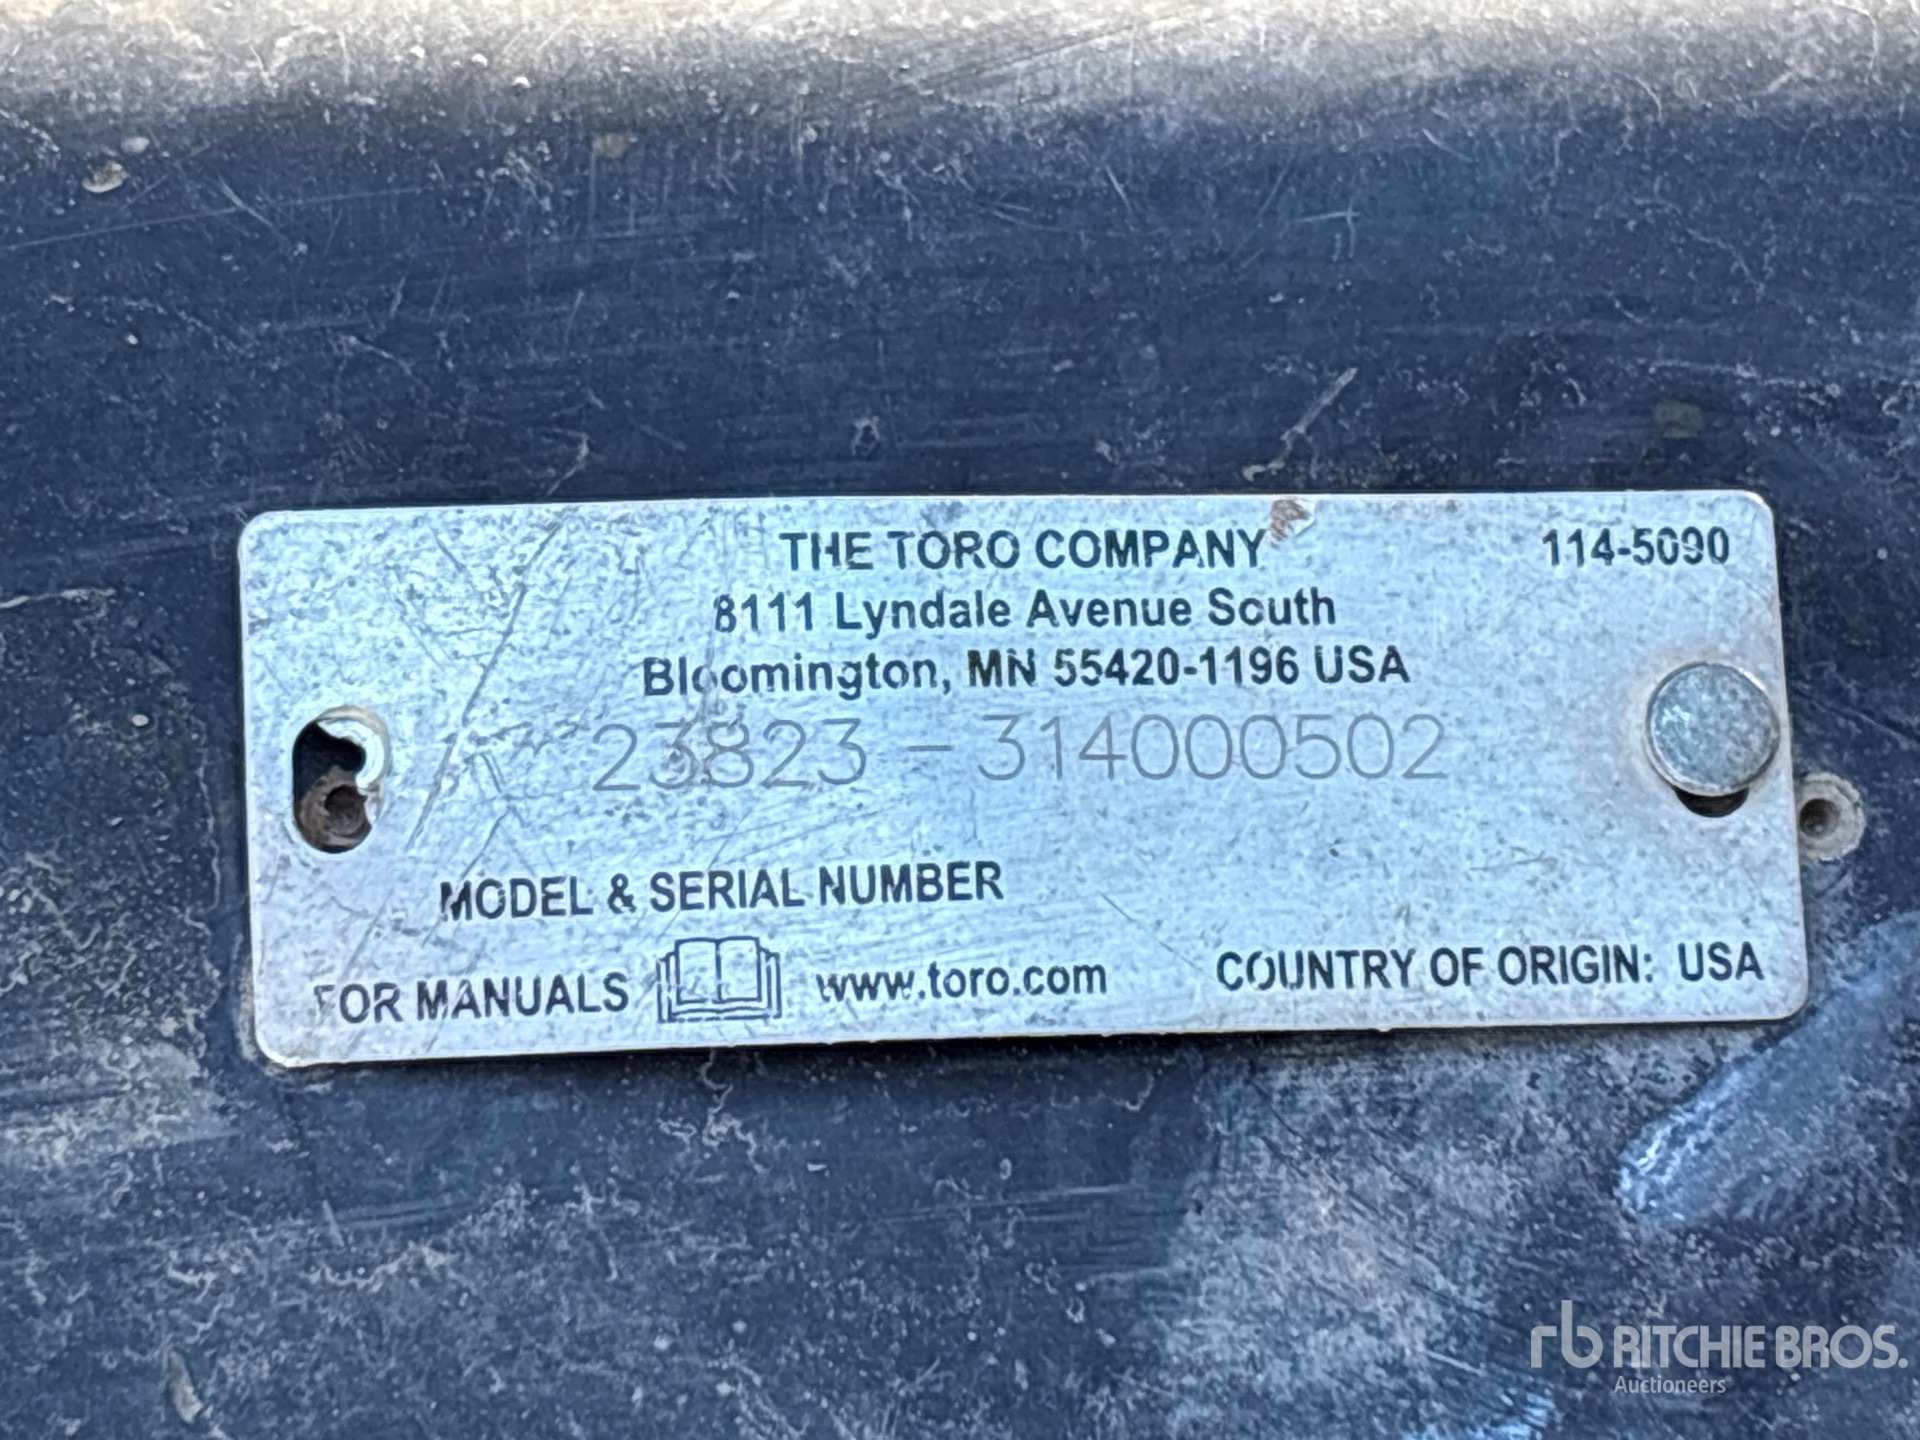 THE TORO COMPANY 114-5090
8111 Lyndale Avenue South
Bloomington, MN 55420-1196 USA
23823 - 314000502
MODEL & SERIAL NUMBER
FOR MANUALS www.toro.com COUNTRY OF ORIGIN: USA
rb RITCHIE BROS.
Auctioneers